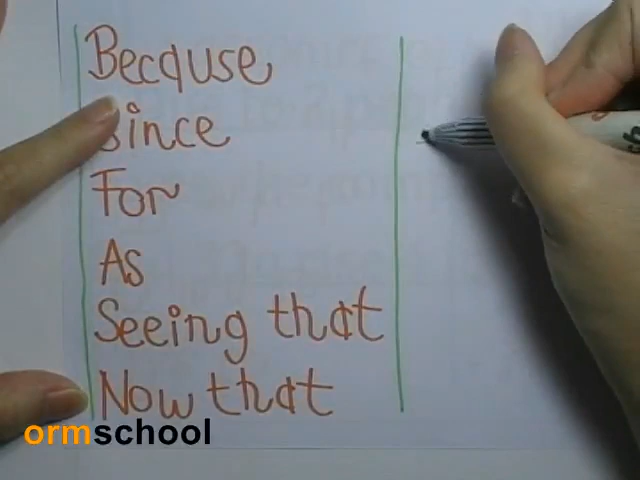 Because
Since
For
As
Seeing that
Now that
ormschool